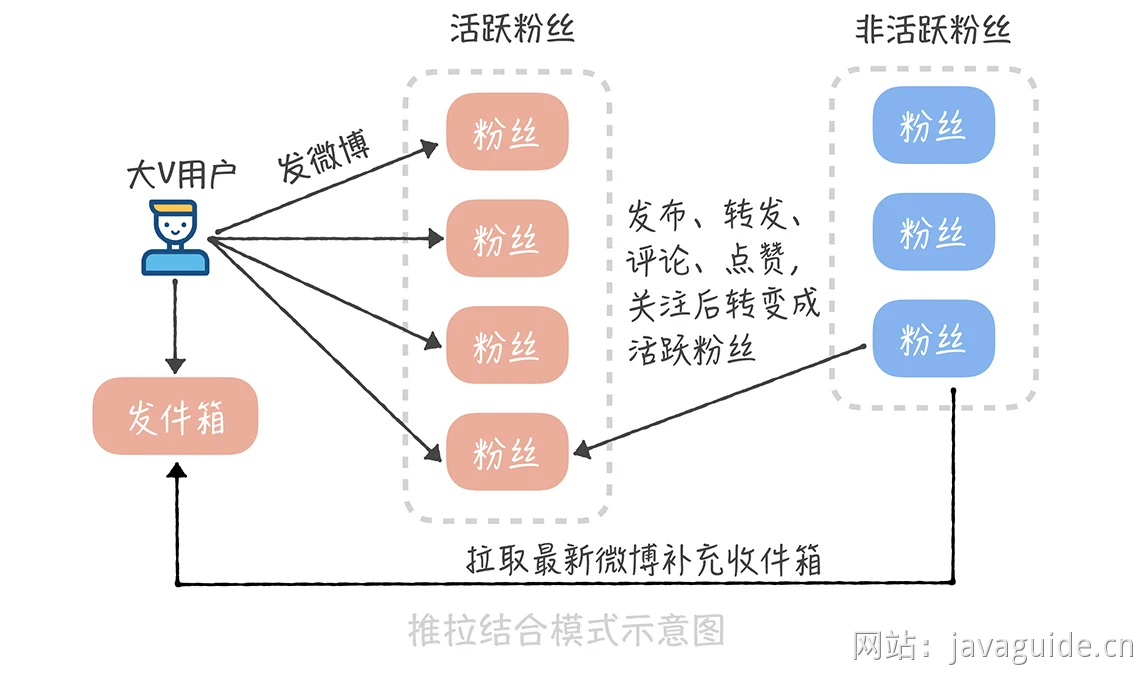 活跃粉丝
非活跃粉丝
大V用户
发微博
粉丝
粉丝
粉丝
粉丝
粉丝
粉丝
粉丝
发布、转发、
评论、点赞,
关注后转变成
活跃粉丝
发件箱
拉取最新微博补充收件箱
推拉结合模式示意图
网站：javaguide.cn